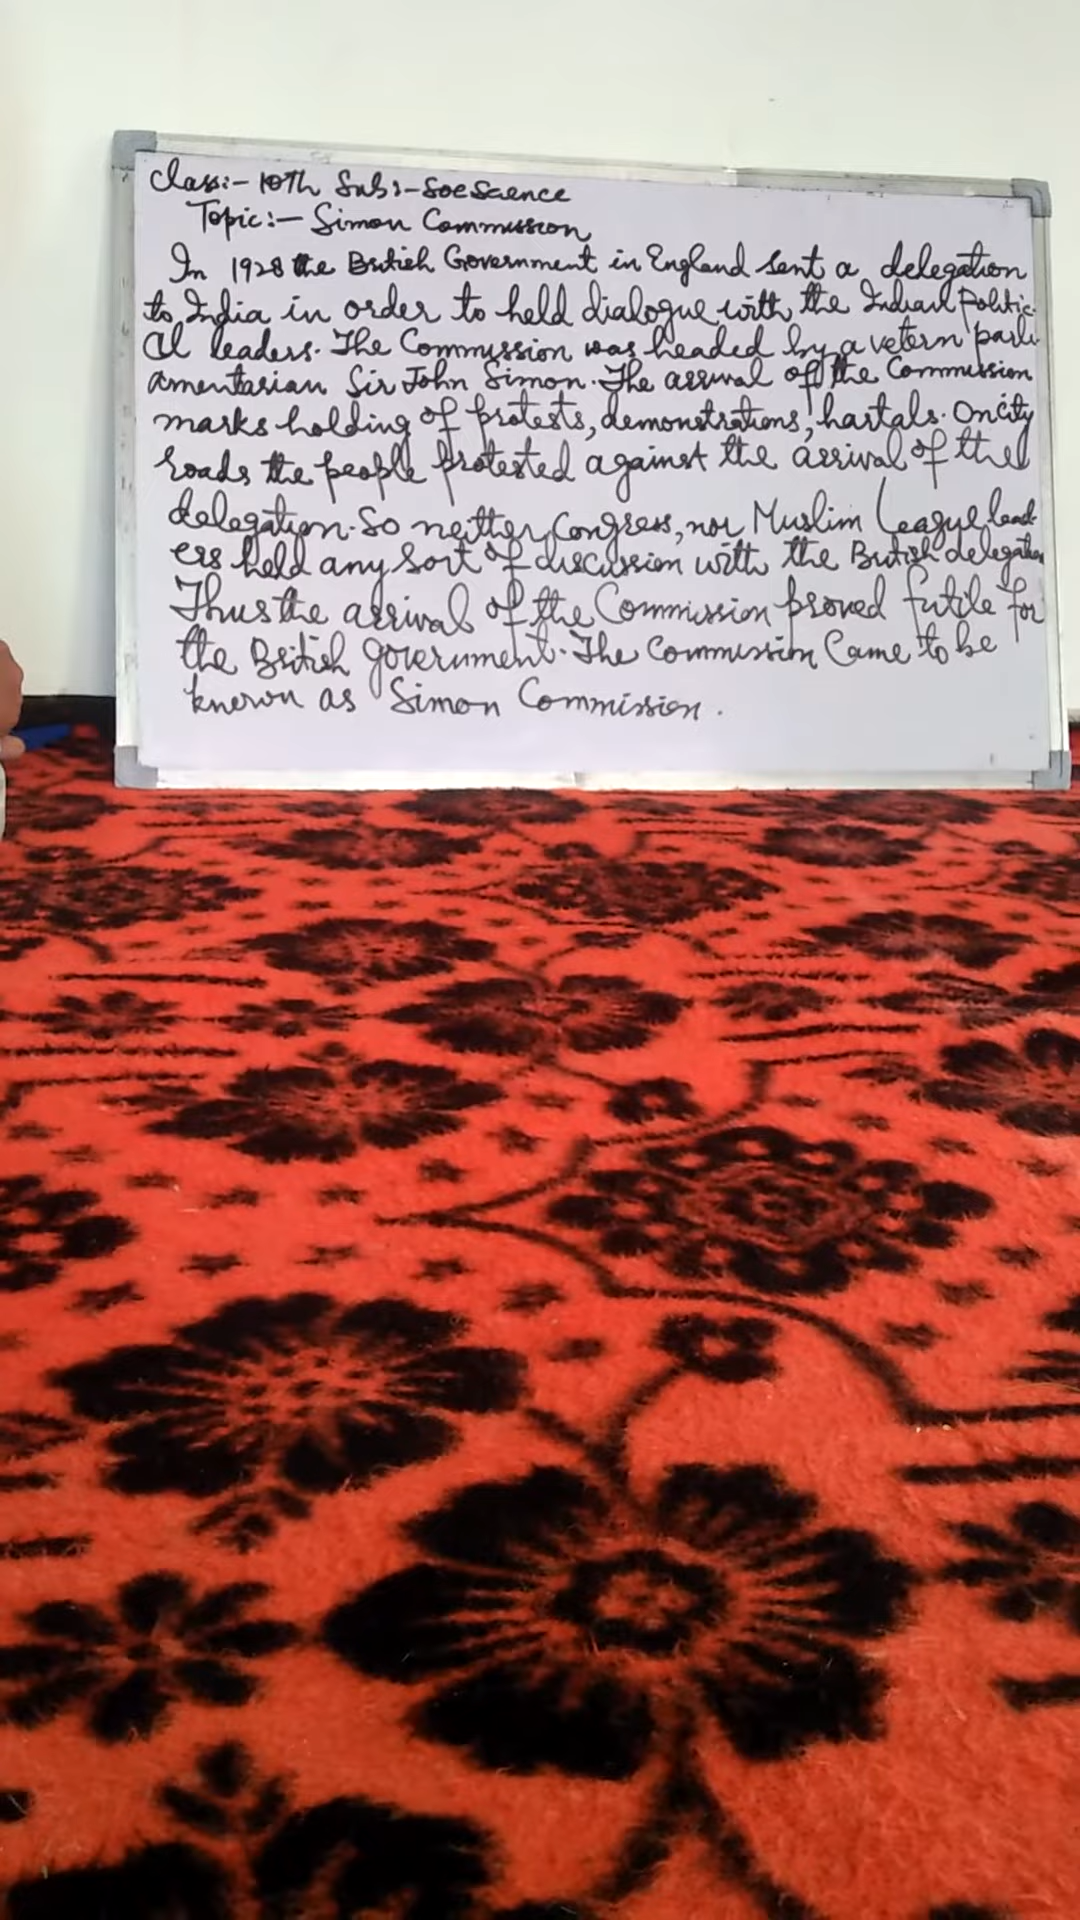 Class:- 10Th Sub:- Soc Science
Topic:- Simon Commission
In 1928 the British Government in England sent a delegation
to India in order to held dialogue with the Indian Politic-
al leaders. The Commission was headed by a vetern parli
amentarian Sir John Simon. The arrival of the Commission
marks holding of protests, demonstrations, hartals. On city
roads the people protested against the arrival of the
delegation. So neither Congress, nor Muslim League lead-
ers held any sort of discussion with the British delegation
Thus the arrival of the Commission proved futile for
the British government. The Commission Came to be
known as Simon Commission.